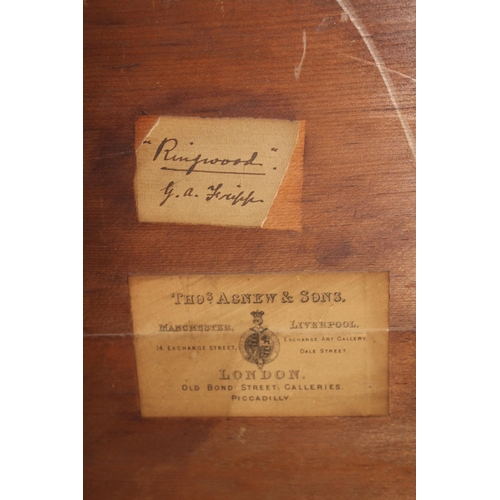 "Ringwood".
G. A. Fripp
THOS AGNEW & SONS.
MANCHESTER, LIVERPOOL,
14, EXCHANGE STREET, EXCHANGE ART GALLERY
DALE STREET
LONDON.
OLD BOND STREET, GALLERIES.
PICCADILLY